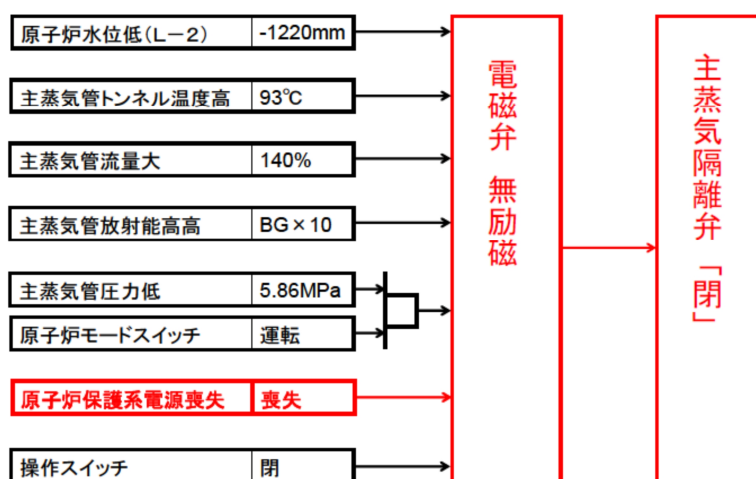 原子炉水位低(L－2) -1220mm
主蒸気管トンネル温度高 93℃
主蒸気管流量大 140%
主蒸気管放射能高高 BG×10
主蒸気管圧力低 5.86MPa
原子炉モードスイッチ 運転
原子炉保護系電源喪失 喪失
操作スイッチ 閉
電磁弁 無励磁
主蒸気隔離弁「閉」